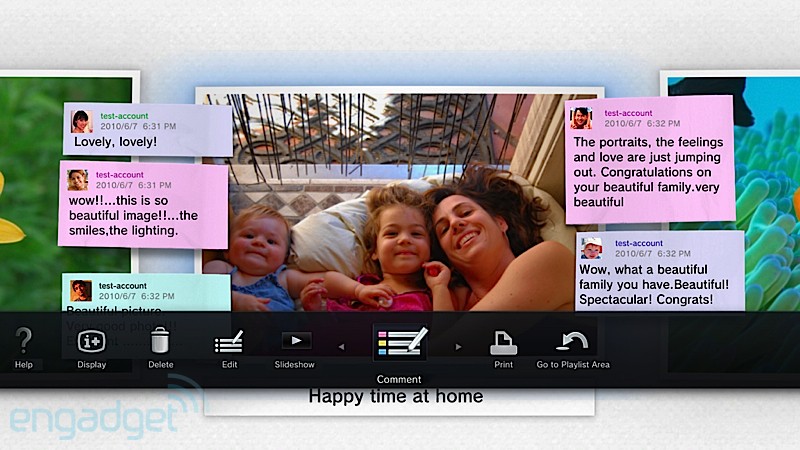 test-account
2010/6/7 6:31 PM
Lovely, lovely!
test-account
2010/6/7 6:31 PM
wow!!...this is so
beautiful image!!...the
smiles,the lighting.
test-account
2010/6/7 6:32 PM
Beautiful picture
test-account
2010/6/7 6:32 PM
The portraits, the feelings
and love are just jumping
out. Congratulations on
your beautiful family.very
beautiful
test-account
2010/6/7 6:32 PM
Wow, what a beautiful
family you have.Beautiful!
Spectacular! Congrats!
Help
Display
Delete
Edit
Slideshow
Comment
Print
Go to Playlist Area
Happy time at home
engadget